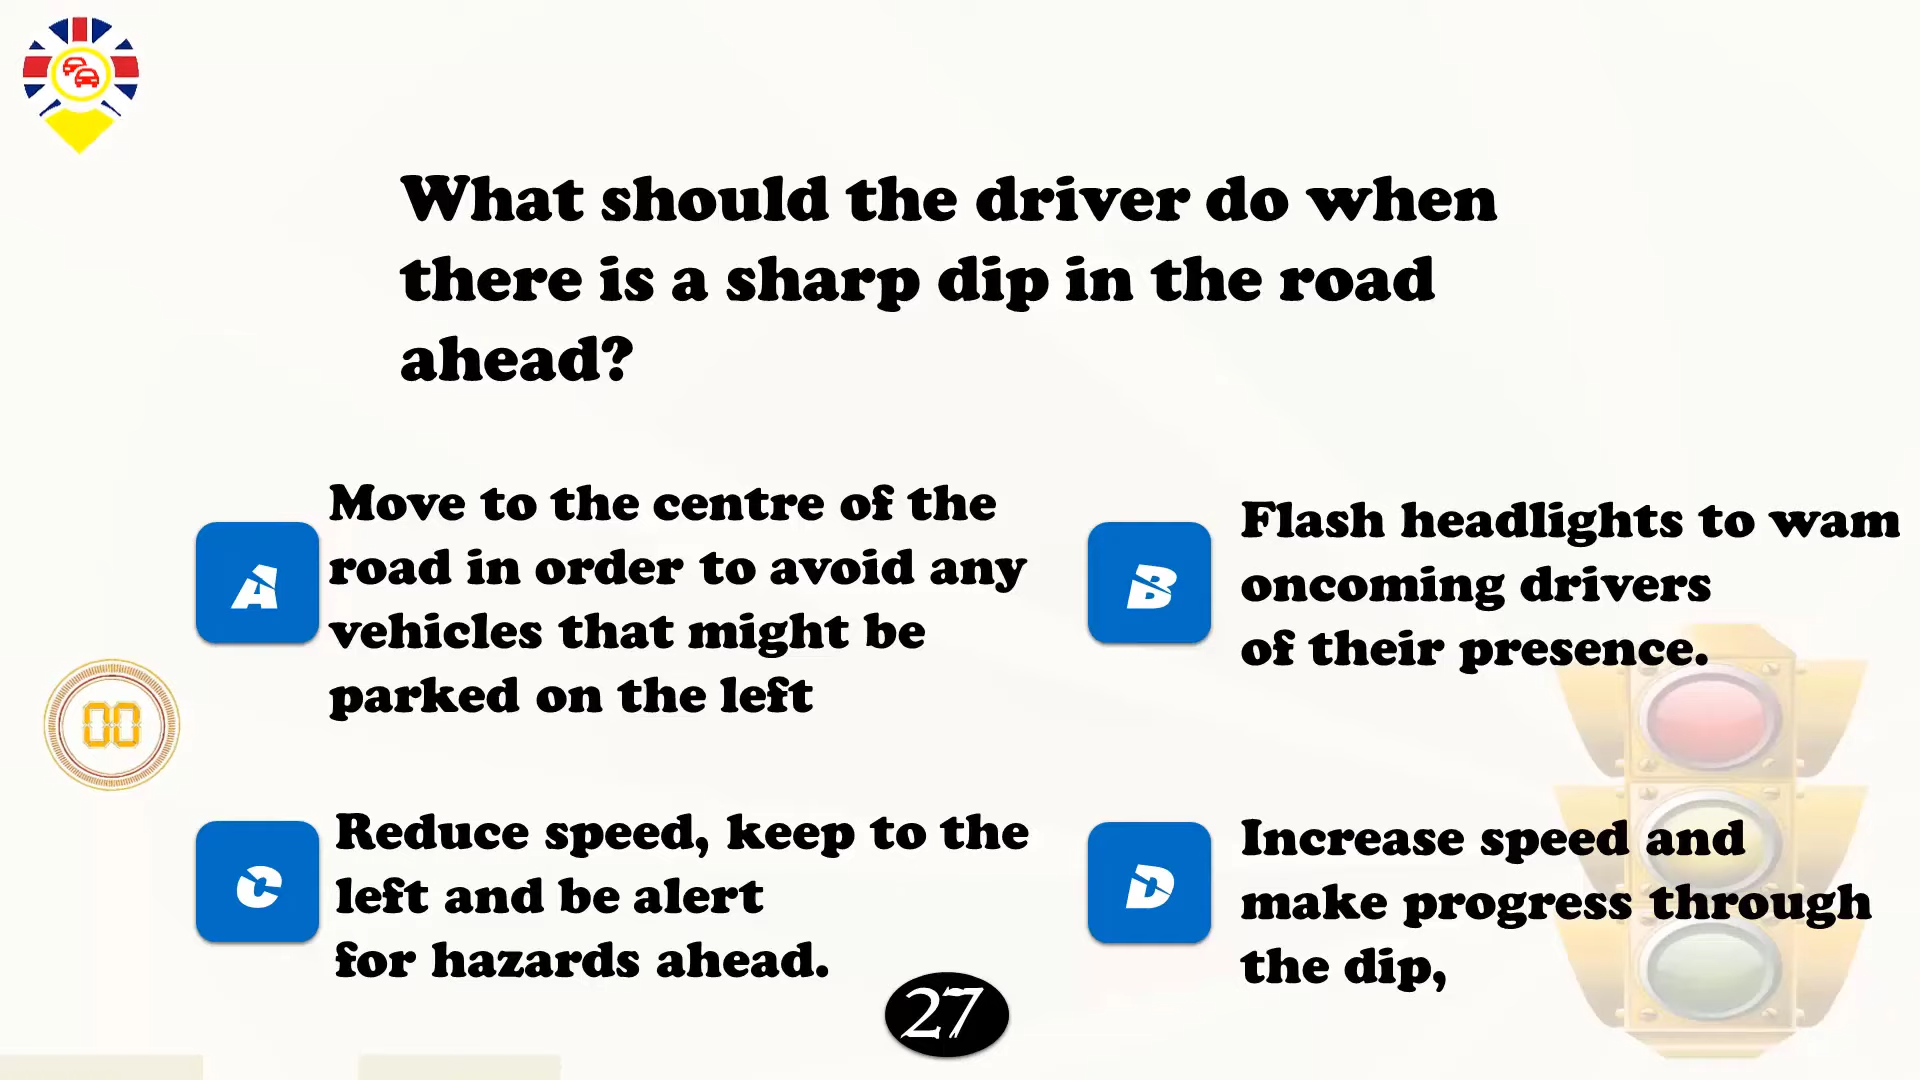 What should the driver do when
there is a sharp dip in the road
ahead?
A
Move to the centre of the
road in order to avoid any
vehicles that might be
parked on the left
B
Flash headlights to wam
oncoming drivers
of their presence.
00
C
Reduce speed, keep to the
left and be alert
for hazards ahead.
D
Increase speed and
make progress through
the dip,
27